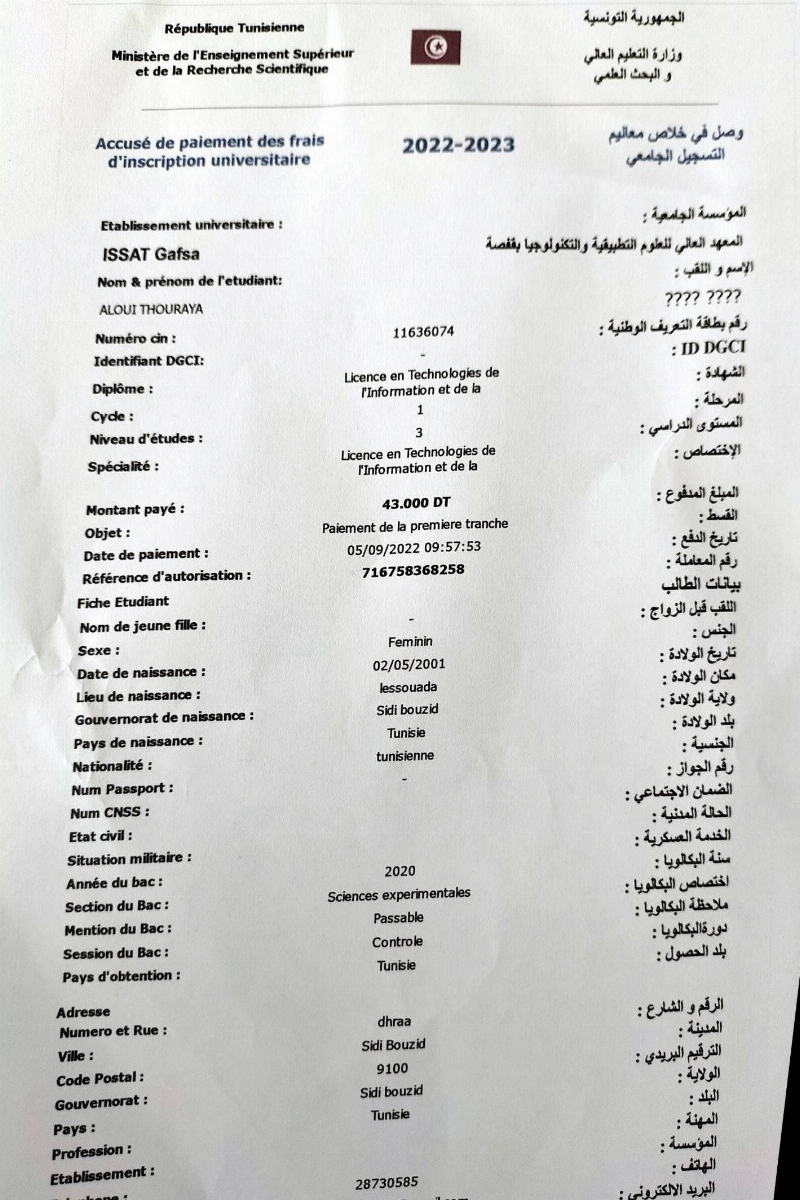 République Tunisienne
الجمهورية التونسية
Ministère de l'Enseignement Supérieur
et de la Recherche Scientifique
وزارة التعليم العالي
و البحث العلمي
Accusé de paiement des frais
d'inscription universitaire
2022-2023
وصل في خلاص معاليم
التسجيل الجامعي
Etablissement universitaire :
المؤسسة الجامعية :
ISSAT Gafsa
المعهد العالي للعلوم التطبيقية والتكنولوجيا بقفصة
Nom & prénom de l'etudiant:
الإسم و اللقب :
ALOUI THOURAYA
???? ????
Numéro cin :
11636074
رقم بطاقة التعريف الوطنية :
Identifiant DGCI:
-
ID DGCI :
Diplôme :
Licence en Technologies de
l'Information et de la
الشهادة :
Cycle :
1
المرحلة :
Niveau d'études :
3
المستوى الدراسي :
Spécialité :
Licence en Technologies de
l'Information et de la
الإختصاص :
Montant payé :
43.000 DT
المبلغ المدفوع :
Objet :
Paiement de la premiere tranche
القسط :
Date de paiement :
05/09/2022 09:57:53
تاريخ الدفع :
Référence d'autorisation :
716758368258
رقم المعاملة :
Fiche Etudiant
بيانات الطالب
Nom de jeune fille :
-
اللقب قبل الزواج :
Sexe :
Feminin
الجنس :
Date de naissance :
02/05/2001
تاريخ الولادة :
Lieu de naissance :
lessouada
مكان الولادة :
Gouvernorat de naissance :
Sidi bouzid
ولاية الولادة :
Pays de naissance :
Tunisie
بلد الولادة :
Nationalité :
tunisienne
الجنسية :
Num Passport :
-
رقم الجواز :
Num CNSS :
الضمان الاجتماعي :
Etat civil :
الحالة المدنية :
Situation militaire :
الخدمة العسكرية :
Année du bac :
2020
سنة البكالويا :
Section du Bac :
Sciences experimentales
اختصاص البكالويا :
Mention du Bac :
Passable
ملاحظة البكالويا :
Session du Bac :
Controle
دورةالبكالويا :
Pays d'obtention :
Tunisie
بلد الحصول :
Adresse
Numero et Rue :
dhraa
الرقم و الشارع :
Ville :
Sidi Bouzid
المدينة :
Code Postal :
9100
الترقيم البريدي :
Gouvernorat :
Sidi bouzid
الولاية :
Pays :
Tunisie
البلد :
Profession :
المهنة :
Etablissement :
المؤسسة :
28730585
الهاتف :
البريد الالكتروني :